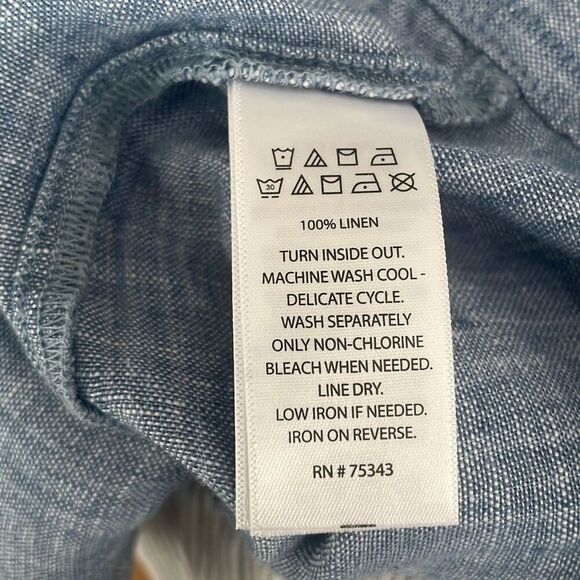 30
100% LINEN
TURN INSIDE OUT.
MACHINE WASH COOL -
DELICATE CYCLE.
WASH SEPARATELY
ONLY NON-CHLORINE
BLEACH WHEN NEEDED.
LINE DRY.
LOW IRON IF NEEDED.
IRON ON REVERSE.
RN # 75343